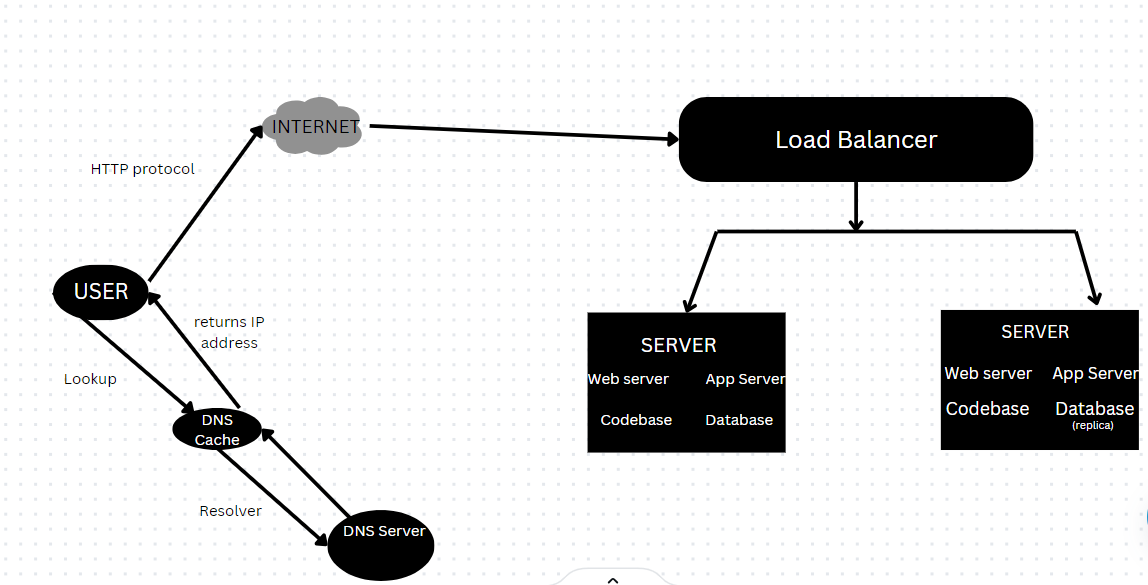 INTERNET
Load Balancer
HTTP protocol
USER
returns IP
address
Lookup
DNS
Cache
Resolver
DNS Server
SERVER
Web server
App Server
Codebase
Database
SERVER
Web server
App Server
Codebase
Database
(replica)